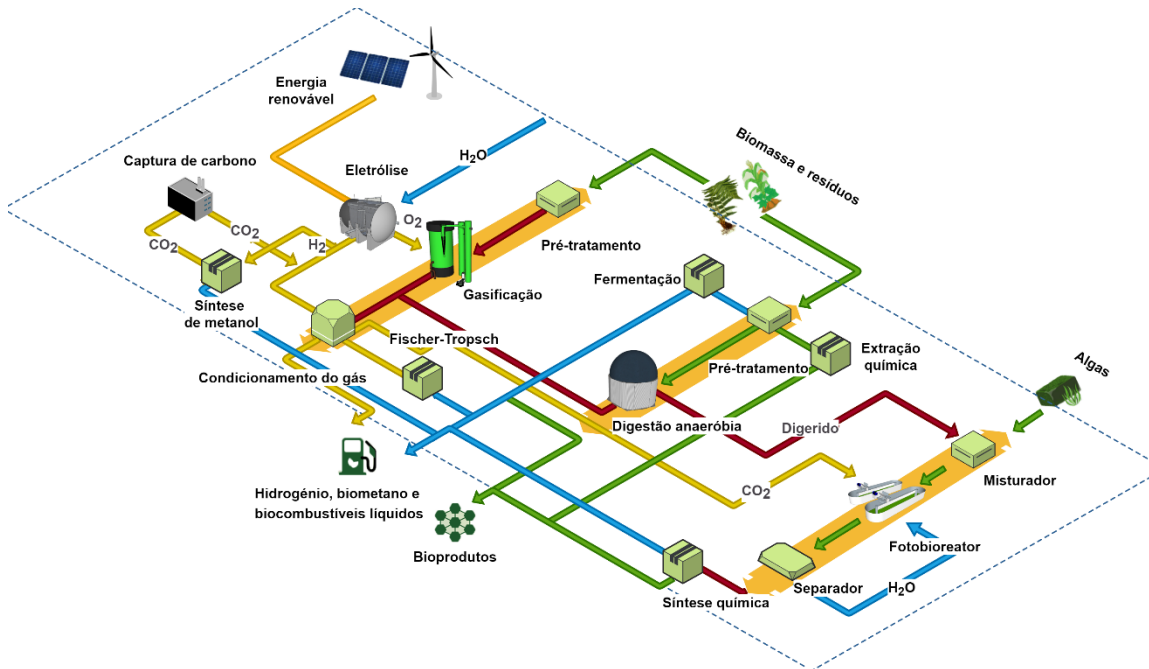 Energia
renovável
H2O
Captura de carbono
Eletrólise
Biomassa e resíduos
O2
CO2
CO2
H2
Pré-tratamento
Fermentação
Gasificação
Síntese
de metanol
Fischer-Tropsch
Extração
química
Algas
Condicionamento do gás
Pré-tratamento
Digestão anaeróbia
Digerido
Misturador
Hidrogénio, biometano e
biocombustíveis líquidos
CO2
Fotobioreator
Bioprodutos
Separador
H2O
Síntese química